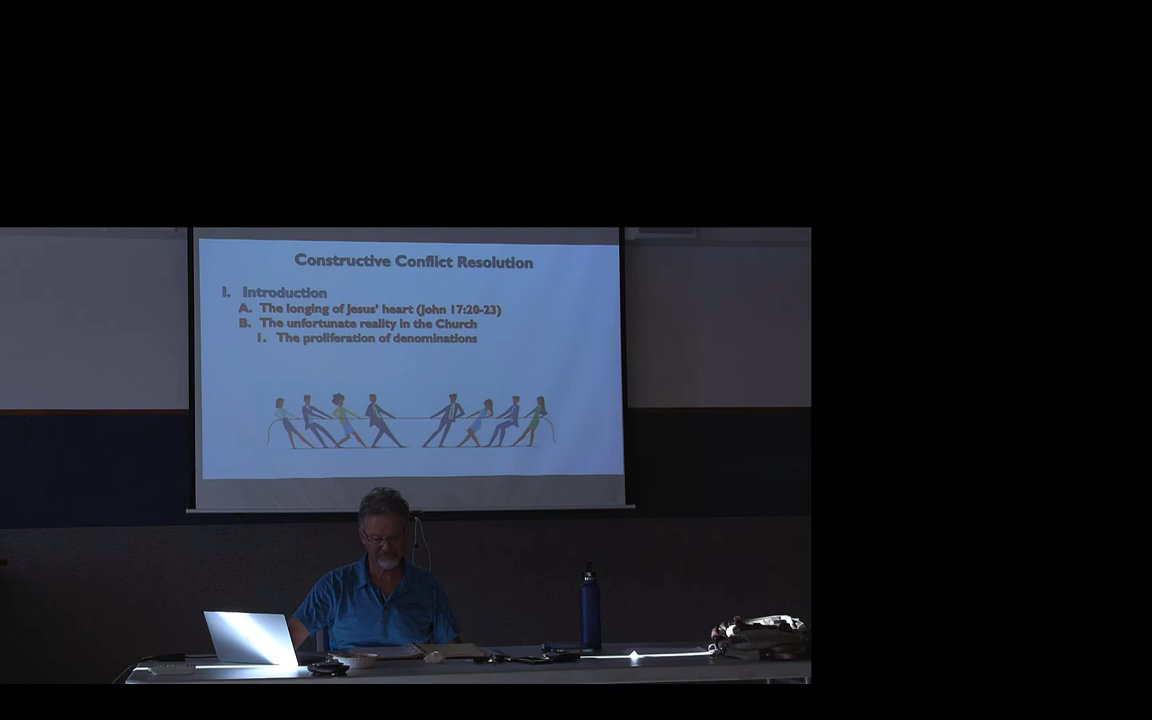 Constructive Conflict Resolution
I. Introduction
A. The longing of Jesus' heart (John 17:20-23)
B. The unfortunate reality in the Church
1. The proliferation of denominations